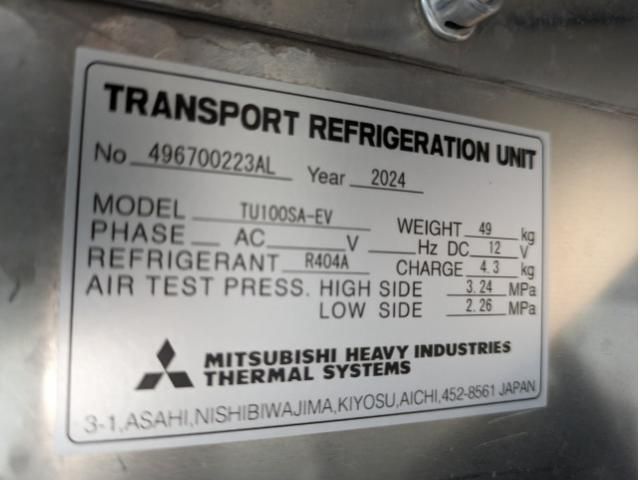 TRANSPORT REFRIGERATION UNIT
No 496700223AL Year 2024
MODEL TU100SA-EV WEIGHT 49 kg
PHASE AC V Hz DC 12 V
REFRIGERANT R404A CHARGE 4.3 kg
AIR TEST PRESS. HIGH SIDE 3.24 MPa
LOW SIDE 2.26 MPa
MITSUBISHI HEAVY INDUSTRIES
THERMAL SYSTEMS
3-1,ASAHI,NISHIBIWAJIMA,KIYOSU,AICHI,452-8561 JAPAN